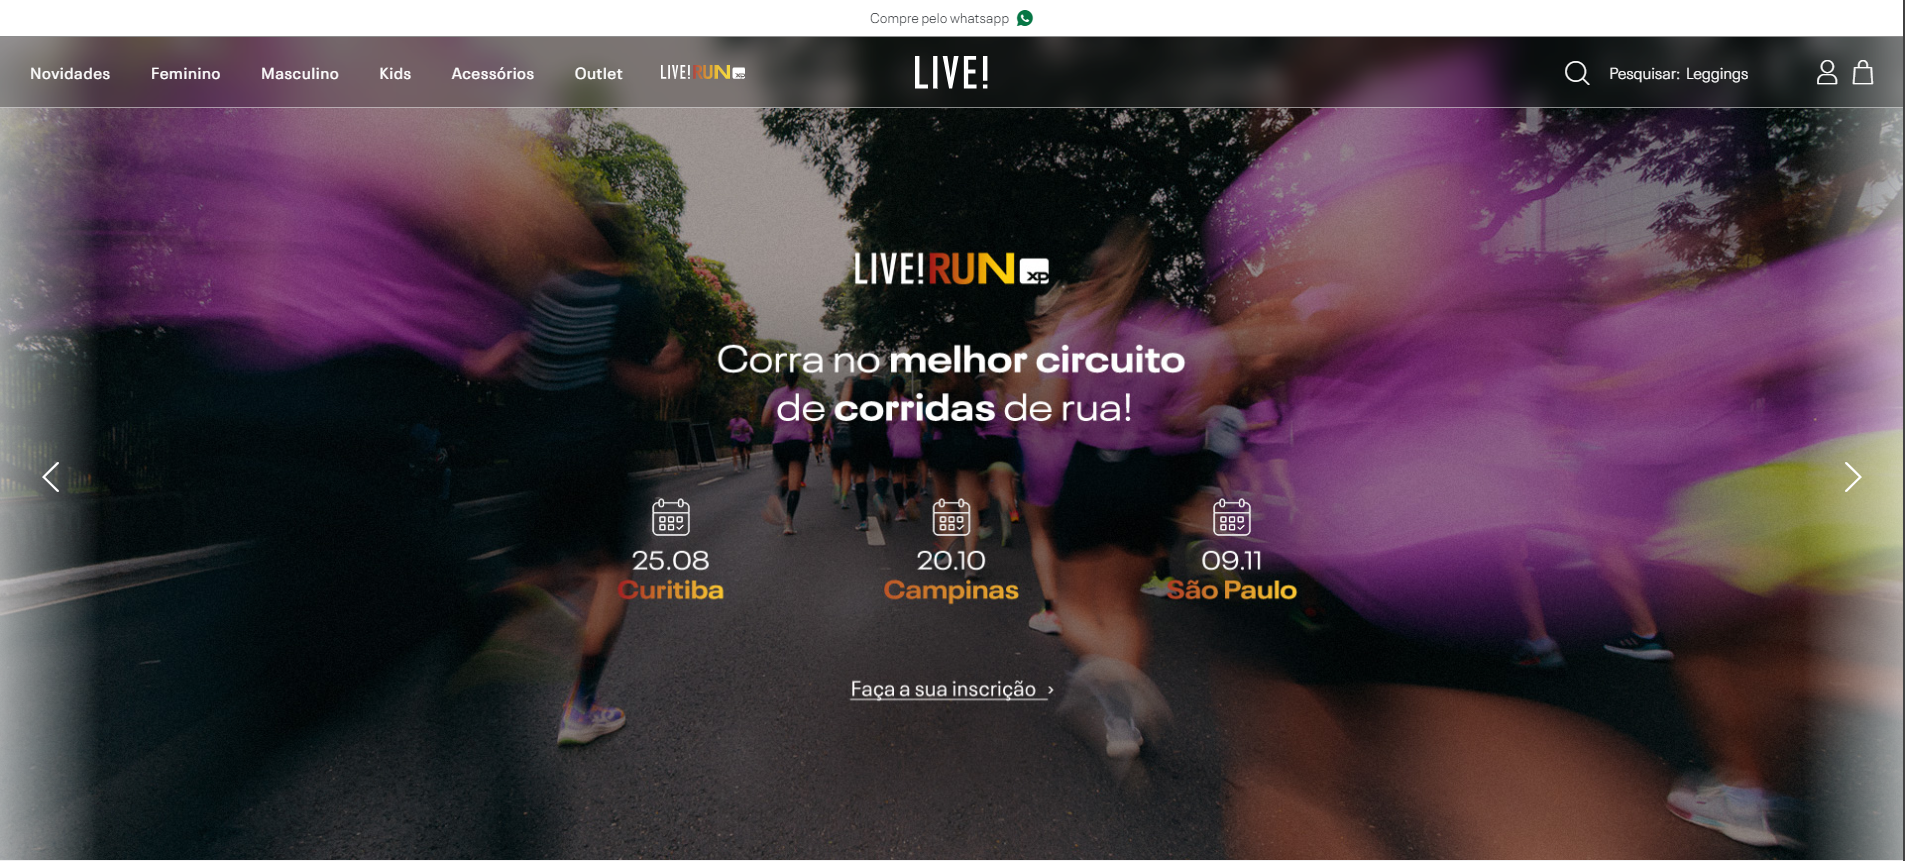 Compre pelo whatsapp
Novidades Feminino Masculino Kids Acessórios Outlet LIVE!RUN XP LIVE! Pesquisar: Leggings
LIVE!RUN XP
Corra no melhor circuito
de corridas de rua!
25.08 20.10 09.11
Curitiba Campinas São Paulo
Faça a sua inscrição ›